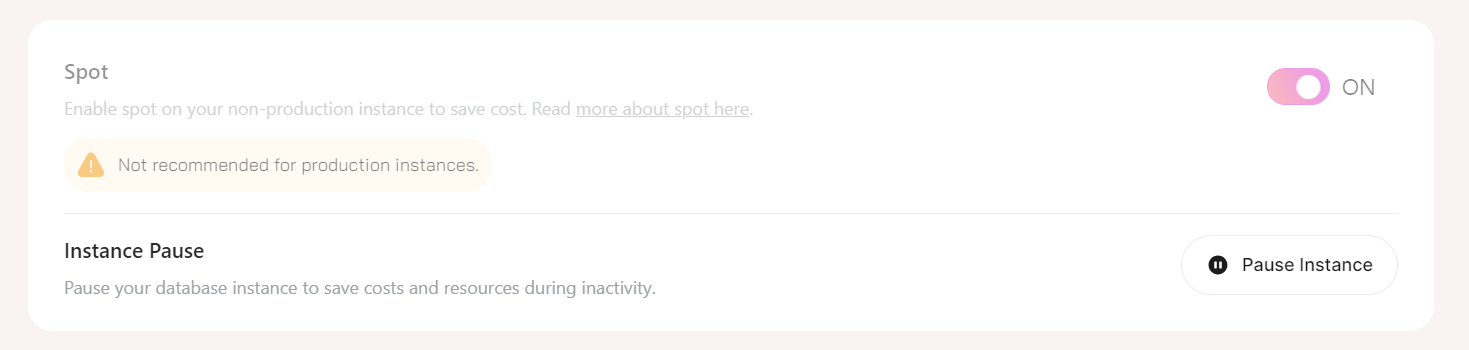 Spot
ON
Enable spot on your non-production instance to save cost. Read more about spot here.
Not recommended for production instances.
Instance Pause
Pause Instance
Pause your database instance to save costs and resources during inactivity.